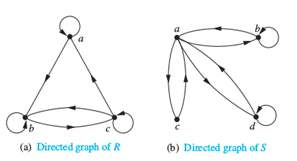 a
b
c
(a) Directed graph of R
a
b
c
d
(b) Directed graph of S